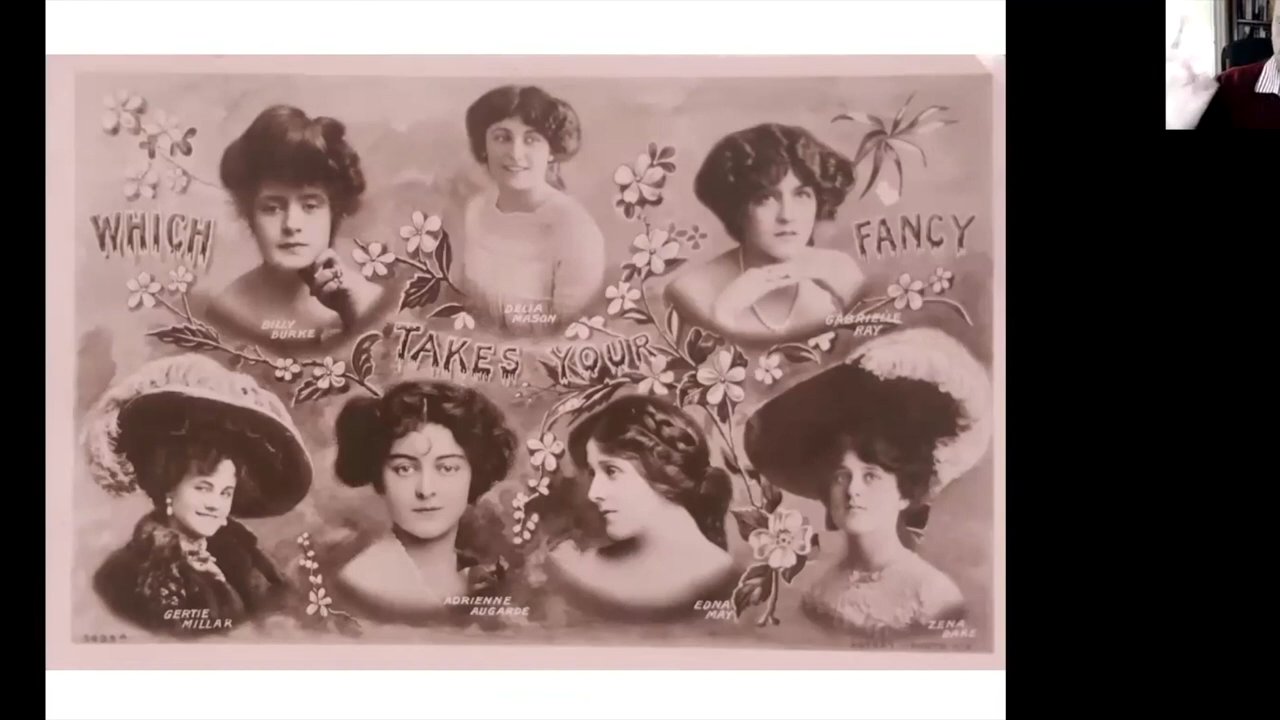 WHICH
FANCY
BILLY
BURKE
DELIA
MASON
GABRIELLE
RAY
TAKES YOUR
GERTIE
MILLAR
ADRIENNE
AUGARDE
EDNA
MAY
ZENA
DARE